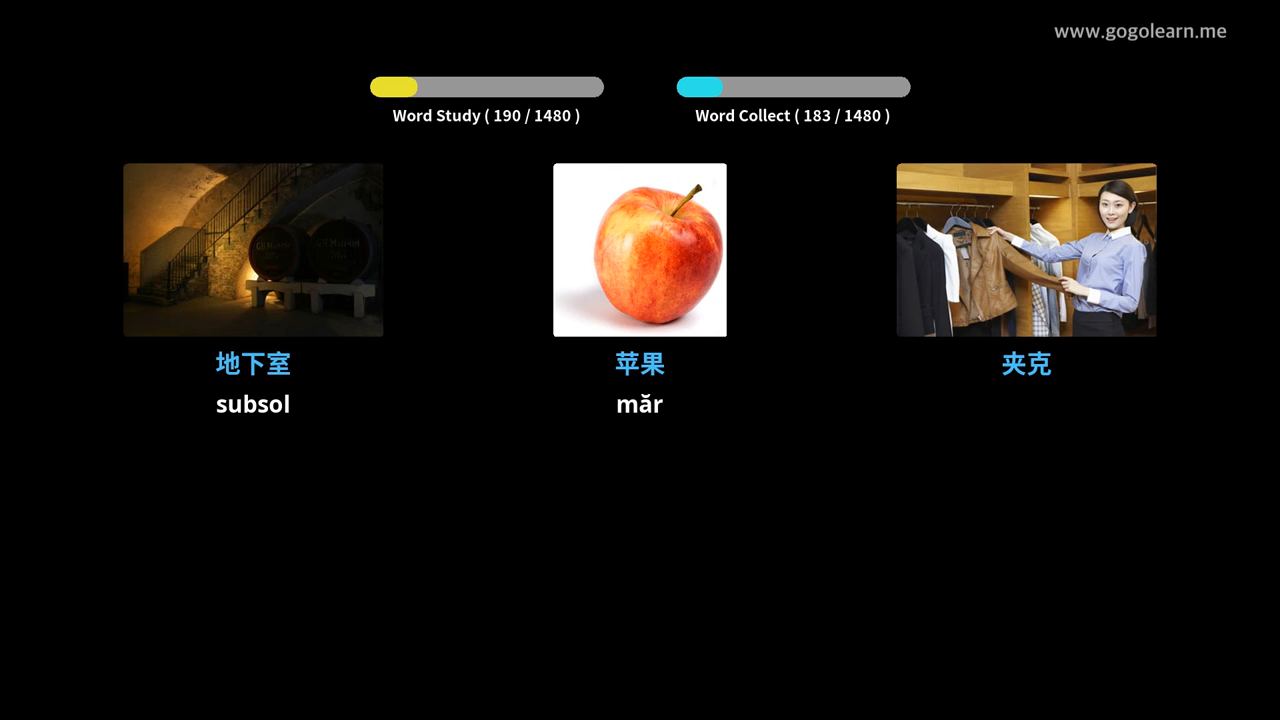 www.gogolearn.me
Word Study ( 190 / 1480 )
Word Collect ( 183 / 1480 )
地下室
苹果
夹克
subsol
măr